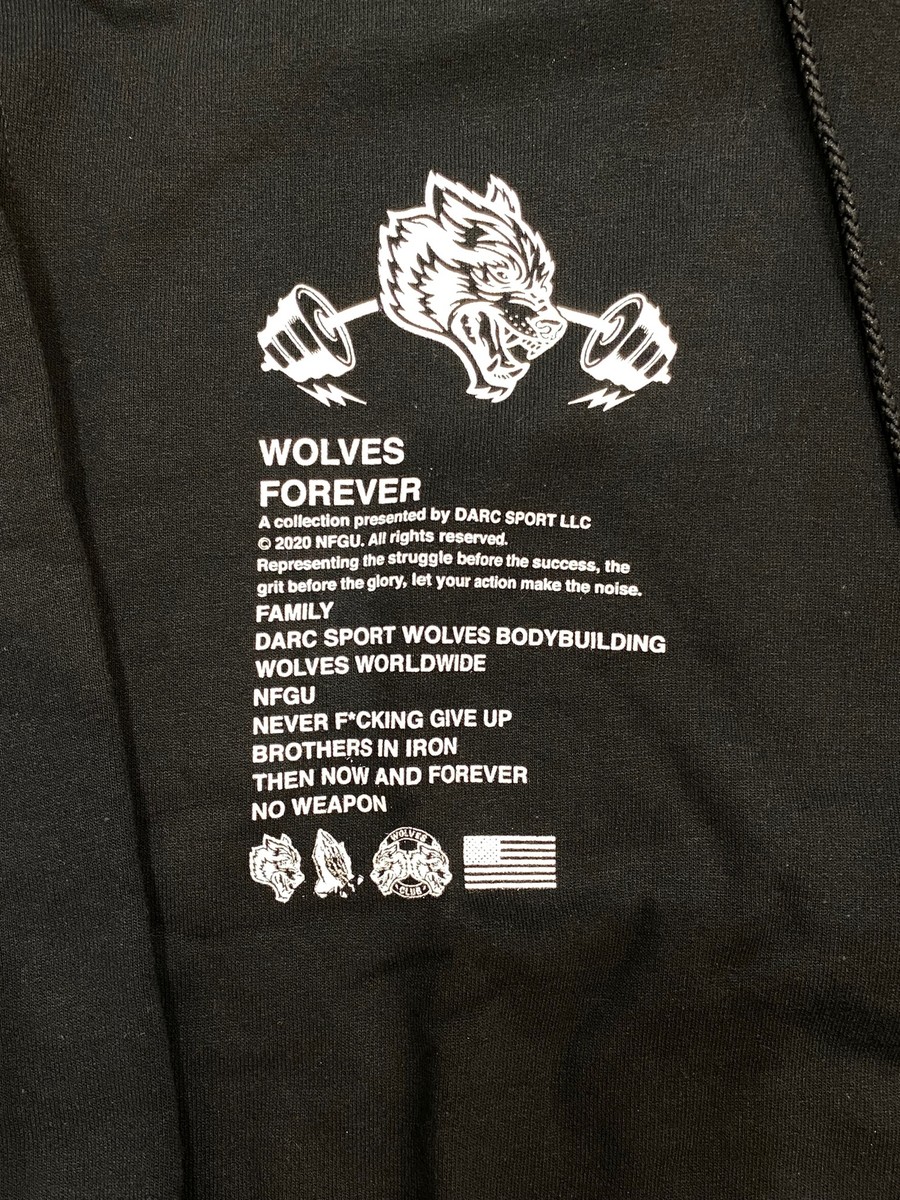 WOLVES
FOREVER
A collection presented by DARC SPORT LLC
© 2020 NFGU. All rights reserved.
Representing the struggle before the success, the
grit before the glory, let your action make the noise.
FAMILY
DARC SPORT WOLVES BODYBUILDING
WOLVES WORLDWIDE
NFGU
NEVER F*CKING GIVE UP
BROTHERS IN IRON
THEN NOW AND FOREVER
NO WEAPON
WOLVES
CLUB